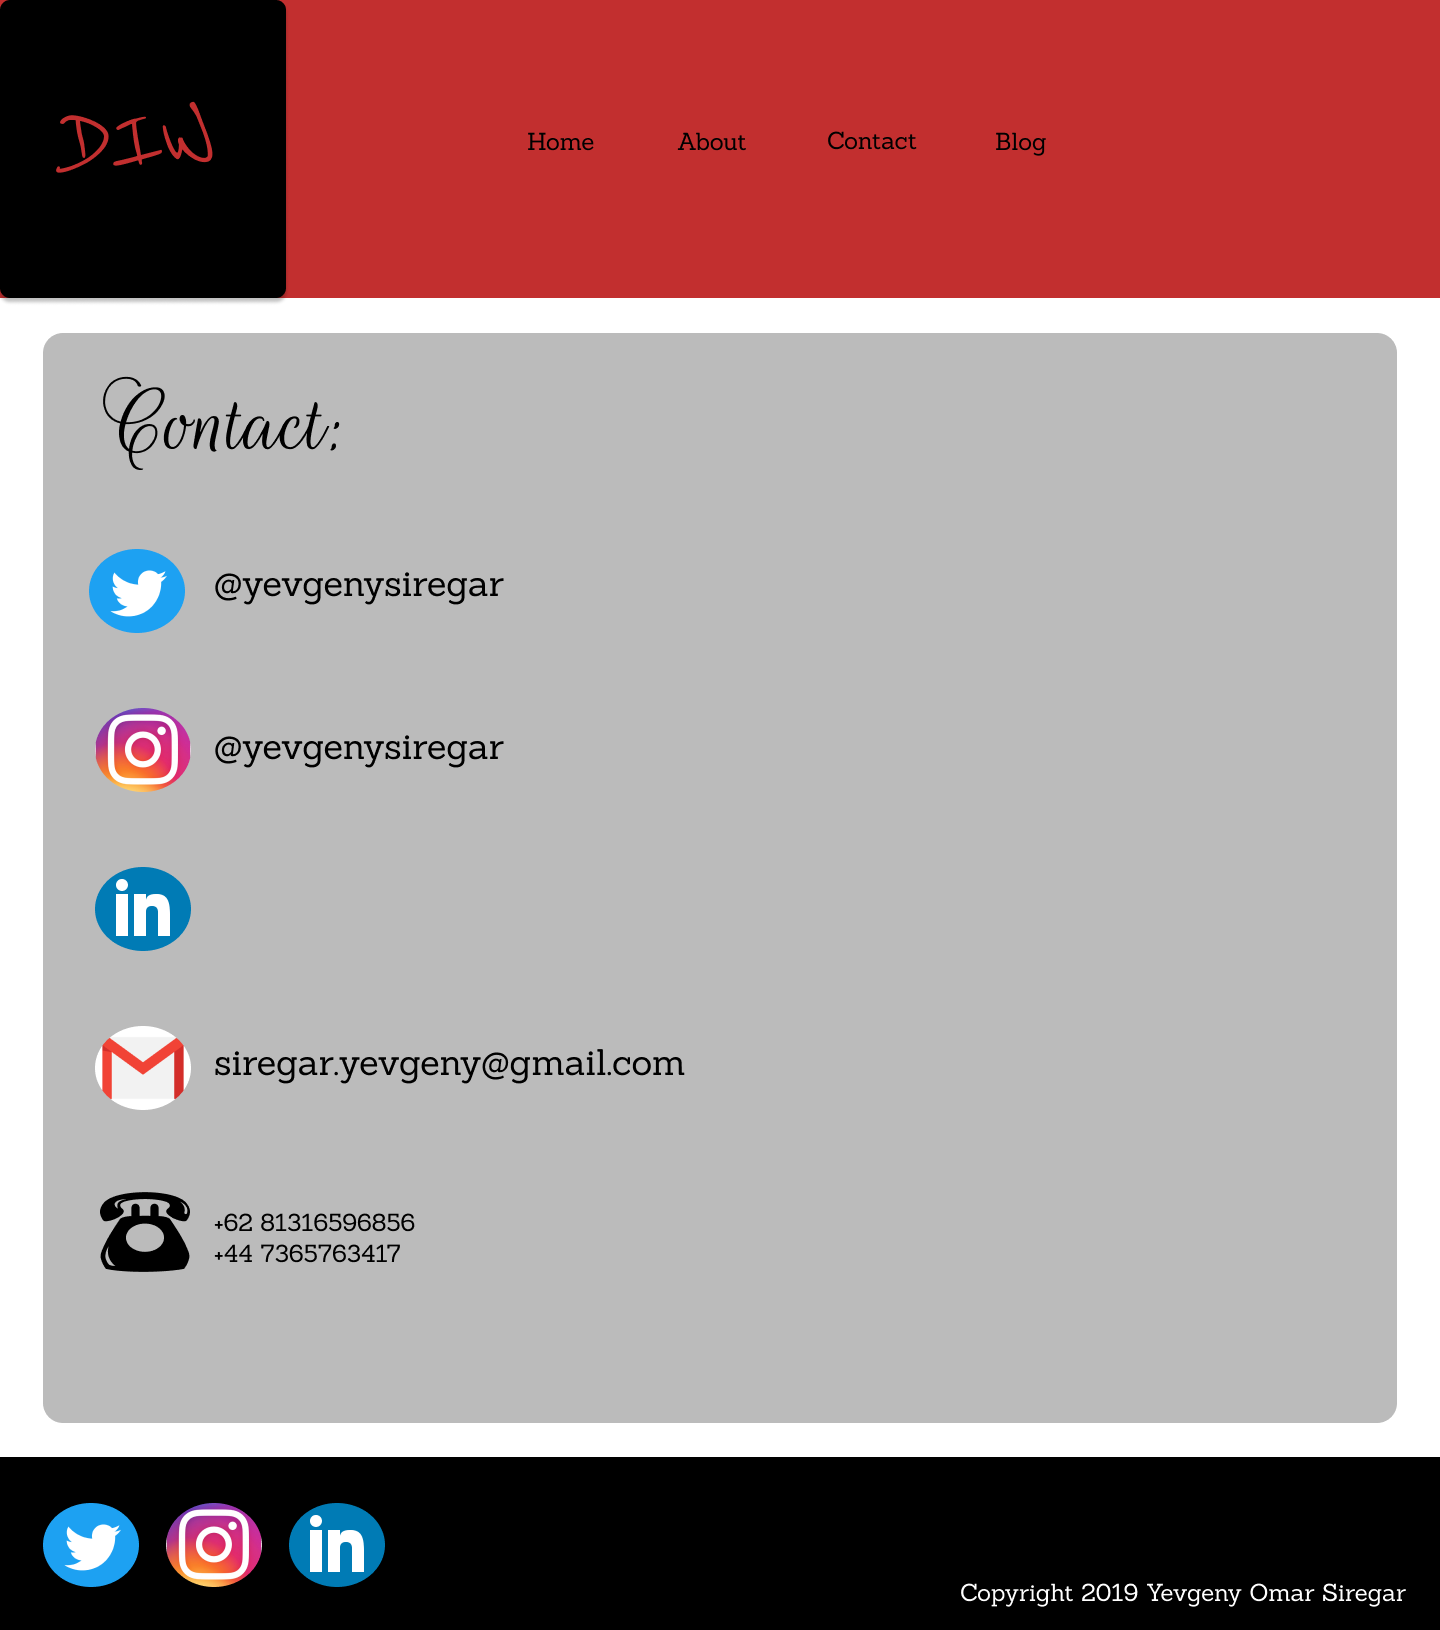 DIW
Home About Contact Blog
Contact:
@yevgenysiregar
@yevgenysiregar
in
siregar.yevgeny@gmail.com
+62 81316596856
+44 7365763417
in
Copyright 2019 Yevgeny Omar Siregar